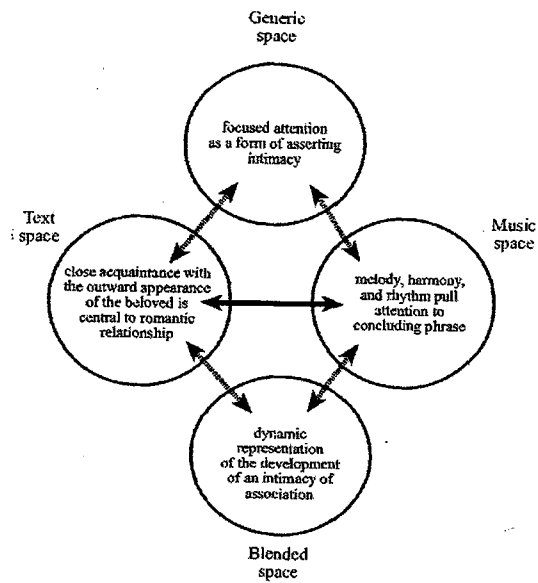 Generic
space
focused attention
as a form of asserting
intimacy
Text
space
Music
space
close acquaintance with
the outward appearance
of the beloved is
central to romantic
relationship
melody, harmony,
and rhythm pull
attention to
concluding phrase
dynamic
representation
of the development
of an intimacy of
association
Blended
space